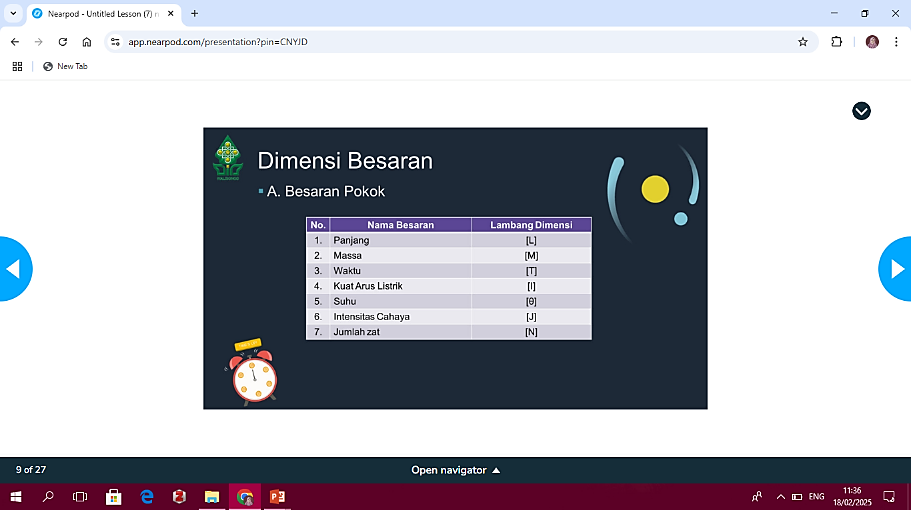 Nearpod - Untitled Lesson (7) n
app.nearpod.com/presentation?pin=CNYJD
New Tab
Dimensi Besaran
A. Besaran Pokok
No. Nama Besaran Lambang Dimensi
1. Panjang [L]
2. Massa [M]
3. Waktu [T]
4. Kuat Arus Listrik [I]
5. Suhu [θ]
6. Intensitas Cahaya [J]
7. Jumlah zat [N]
9 of 27
Open navigator
ENG
11:36
18/02/2025